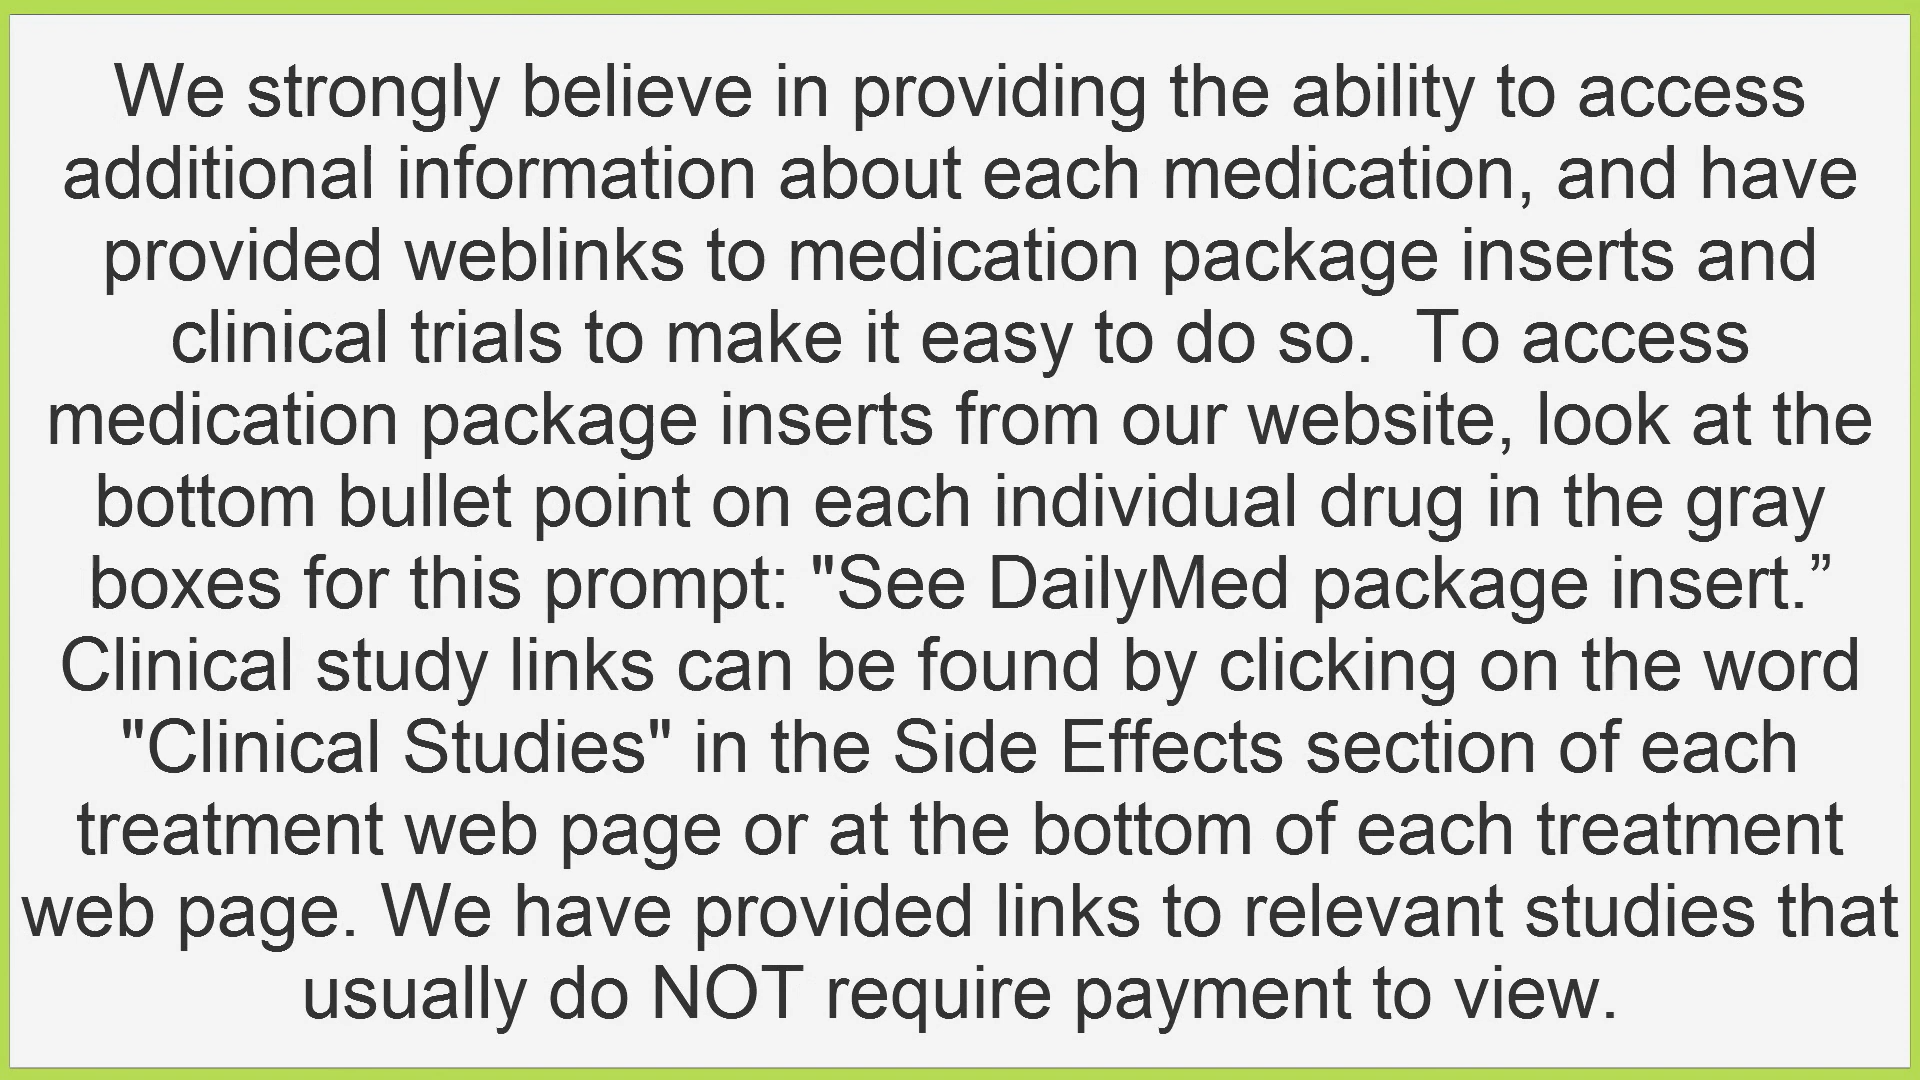 We strongly believe in providing the ability to access
additional information about each medication, and have
provided weblinks to medication package inserts and
clinical trials to make it easy to do so.  To access
medication package inserts from our website, look at the
bottom bullet point on each individual drug in the gray
boxes for this prompt: "See DailyMed package insert.”
Clinical study links can be found by clicking on the word
"Clinical Studies" in the Side Effects section of each
treatment web page or at the bottom of each treatment
web page. We have provided links to relevant studies that
usually do NOT require payment to view.